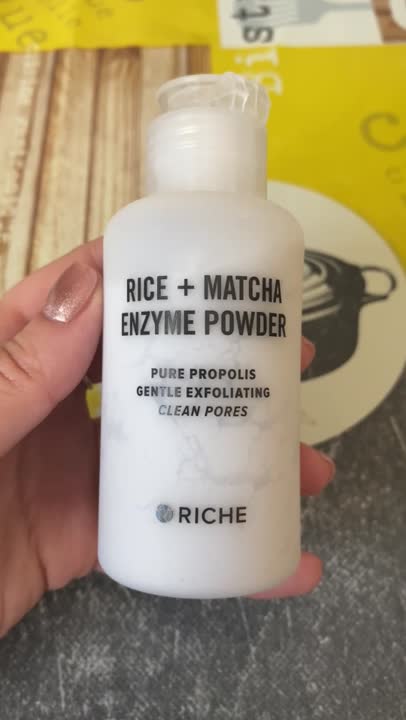 RICE + MATCHA
ENZYME POWDER
PURE PROPOLIS
GENTLE EXFOLIATING
CLEAN PORES
RICHE